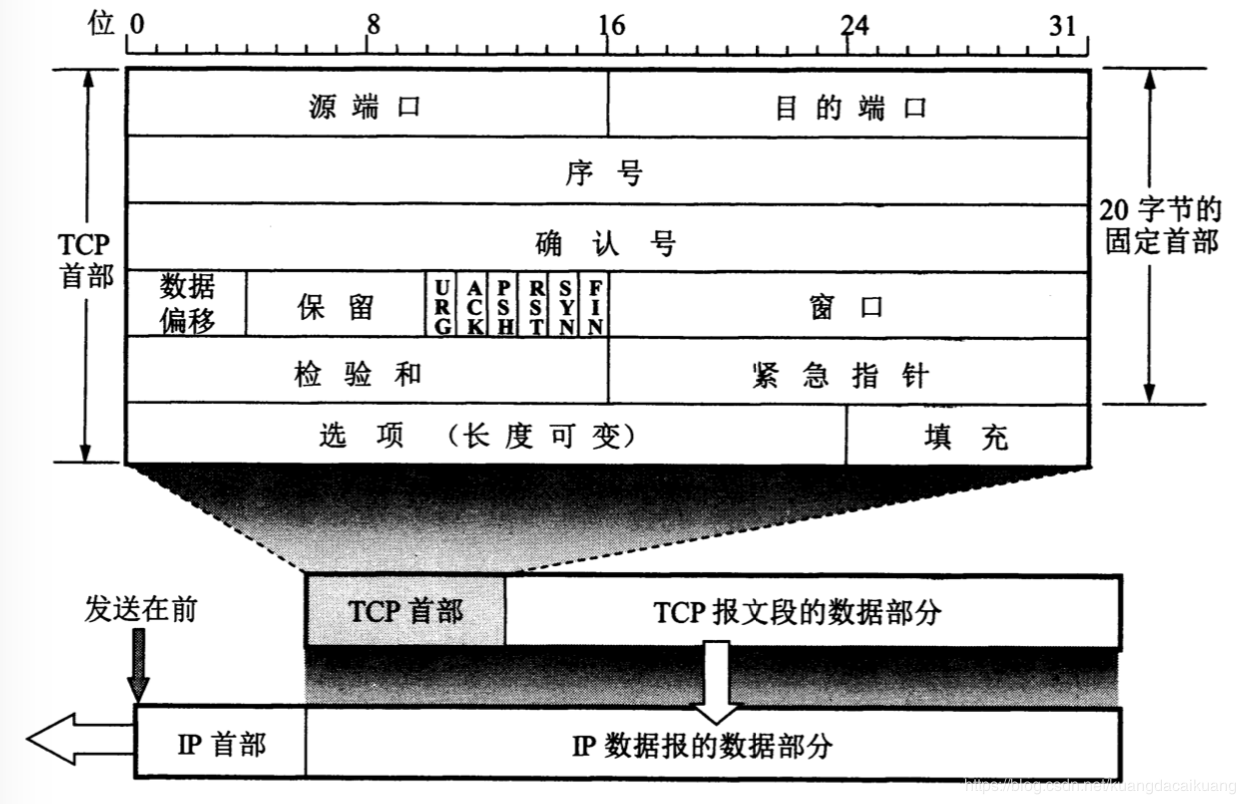 位 0 8 16 24 31
源端口 目的端口
序号
确认号
TCP
首部
20 字节的
固定首部
数据
偏移
保留
URG
ACK
PSH
RST
SYN
FIN
窗口
检验和 紧急指针
选项 (长度可变) 填充
发送在前
TCP 首部 TCP 报文段的数据部分
IP 首部 IP 数据报的数据部分
https://blog.csdn.net/kuangdacaikuang